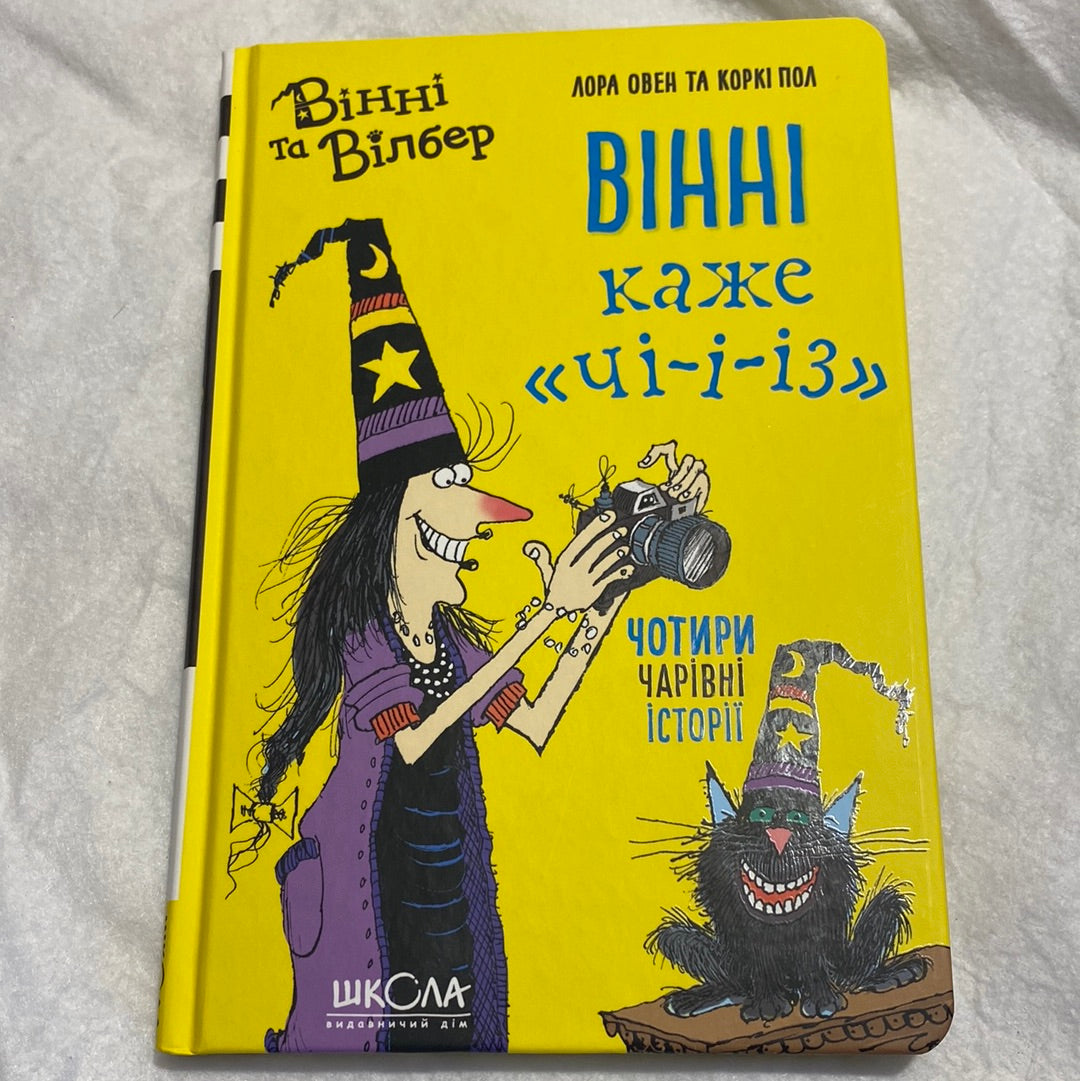 Вінні
та Вілбер
ЛОРА ОВЕН ТА КОРКІ ПОЛ
ВІННІ
каже
«чі-і-із»
ЧОТИРИ
ЧАРІВНІ
ІСТОРІЇ
ШКОЛА
видавничий дім